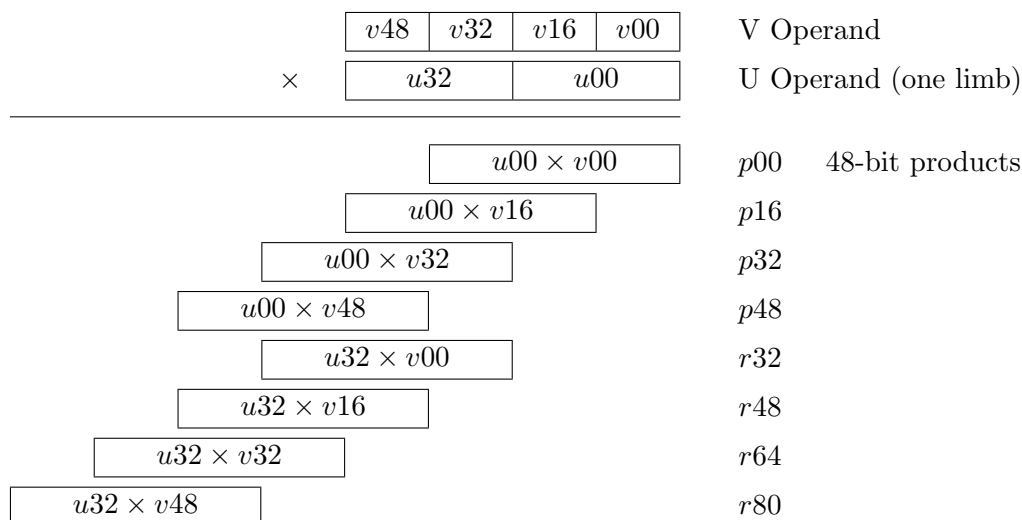 v48 v32 v16 v00 V Operand
× u32 u00 U Operand (one limb)
u00 × v00 p00 48-bit products
u00 × v16 p16
u00 × v32 p32
u00 × v48 p48
u32 × v00 r32
u32 × v16 r48
u32 × v32 r64
u32 × v48 r80